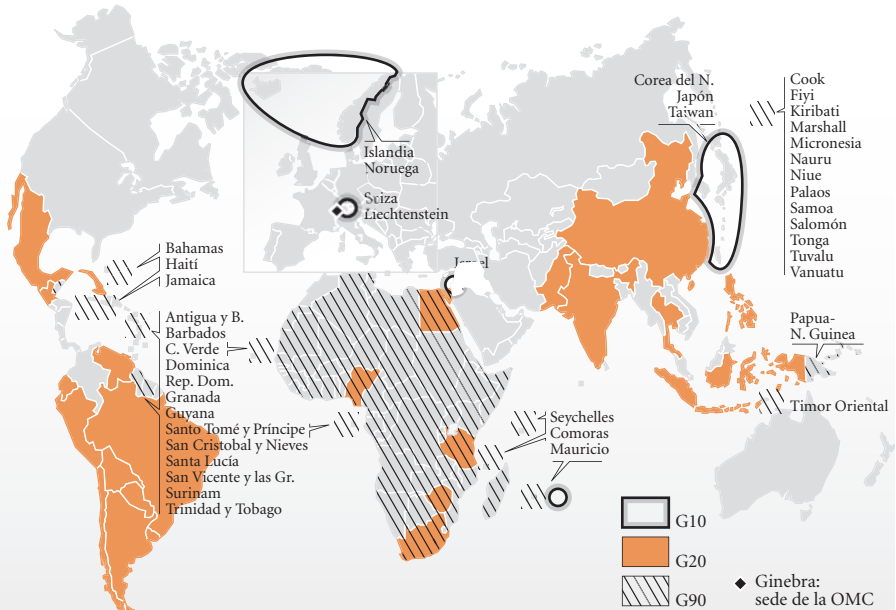 Corea del N.
Japón
Taiwan
Cook
Fiyi
Kiribati
Marshall
Micronesia
Nauru
Niue
Palaos
Samoa
Salomón
Tonga
Tuvalu
Vanuatu
Islandia
Noruega
Suiza
Liechtenstein
Israel
Bahamas
Haití
Jamaica
Antigua y B.
Barbados
C. Verde
Dominica
Rep. Dom.
Granada
Guyana
Santo Tomé y Príncipe
San Cristobal y Nieves
Santa Lucía
San Vicente y las Gr.
Surinam
Trinidad y Tobago
Seychelles
Comoras
Mauricio
Papua-
N. Guinea
Timor Oriental
G10
G20
G90
Ginebra:
sede de la OMC